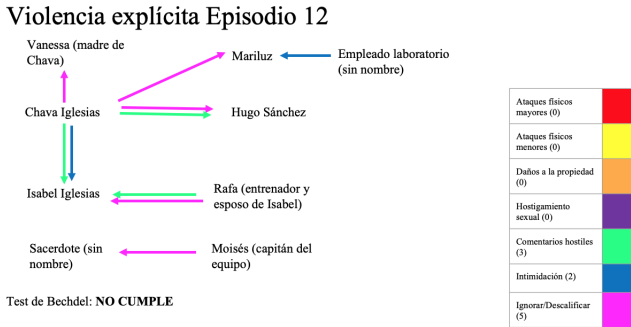 Violencia explícita Episodio 12
Vanessa (madre de
Chava)
Mariluz
Empleado laboratorio
(sin nombre)
Chava Iglesias
Hugo Sánchez
Isabel Iglesias
Rafa (entrenador y
esposo de Isabel)
Sacerdote (sin
nombre)
Moisés (capitán del
equipo)
Test de Bechdel: NO CUMPLE
Ataques físicos
mayores (0)
Ataques físicos
menores (0)
Daños a la propiedad
(0)
Hostigamiento
sexual (0)
Comentarios hostiles
(3)
Intimidación (2)
Ignorar/Descalificar
(5)